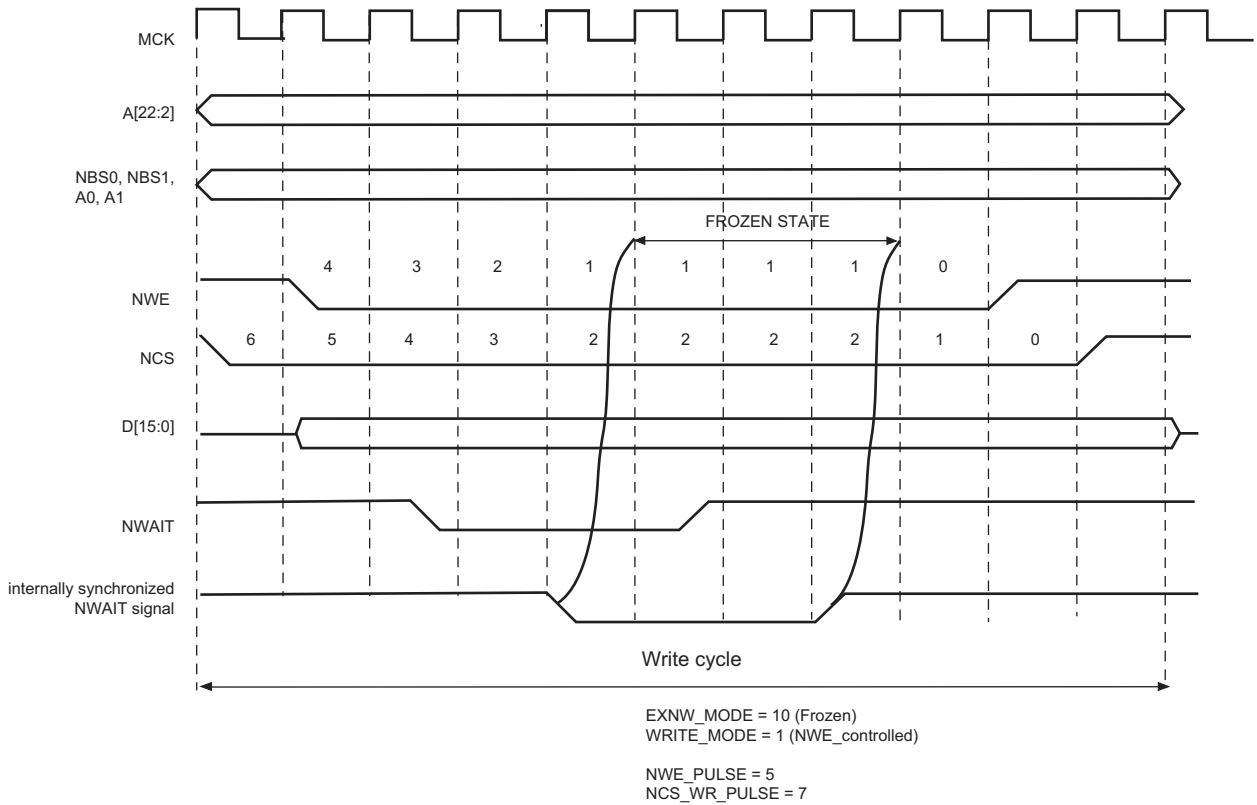 MCK
A[22:2]
NBS0, NBS1,
A0, A1
FROZEN STATE
4 3 2 1 1 1 1 0
NWE
6 5 4 3 2 2 2 2 1 0
NCS
D[15:0]
NWAIT
internally synchronized
NWAIT signal
Write cycle
EXNW_MODE = 10 (Frozen)
WRITE_MODE = 1 (NWE_controlled)
NWE_PULSE = 5
NCS_WR_PULSE = 7